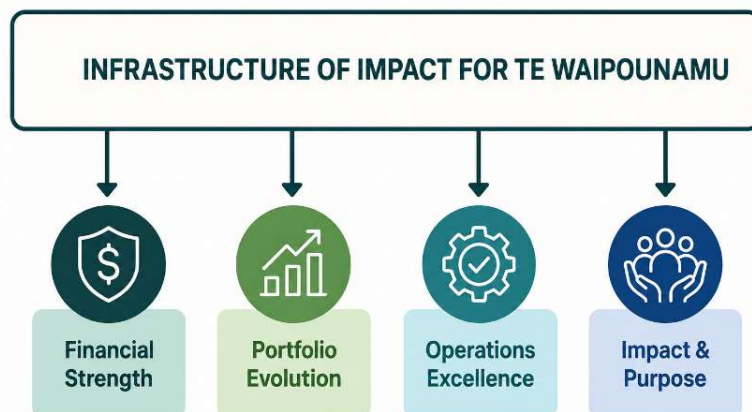 INFRASTRUCTURE OF IMPACT FOR TE WAIPOUNAMU
$
Financial
Strength
Portfolio
Evolution
Operations
Excellence
Impact &
Purpose